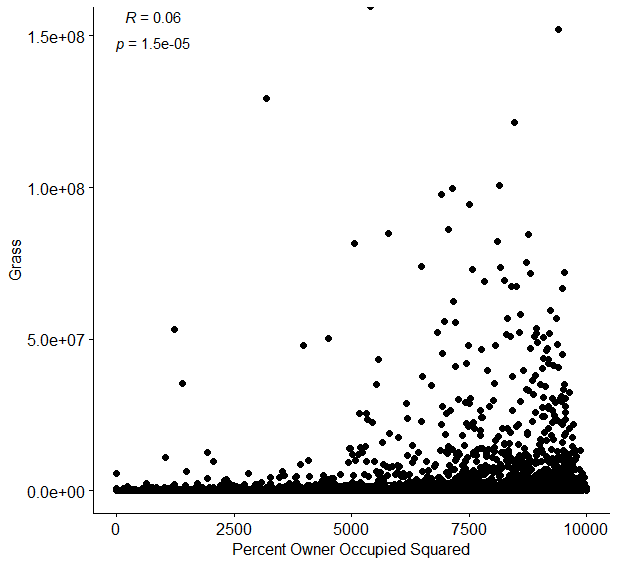 R = 0.06
p = 1.5e-05
1.5e+08
1.0e+08
5.0e+07
0.0e+00
Grass
0 2500 5000 7500 10000
Percent Owner Occupied Squared